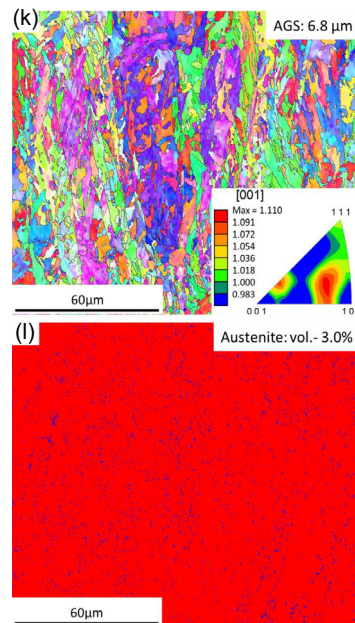 (k)
AGS: 6.8 µm
[001]
Max = 1.110
1.091
1.072
1.054
1.036
1.018
1.000
0.983
1 1 1
0 0 1
1 0
60µm
(l)
Austenite: vol.- 3.0%
60µm